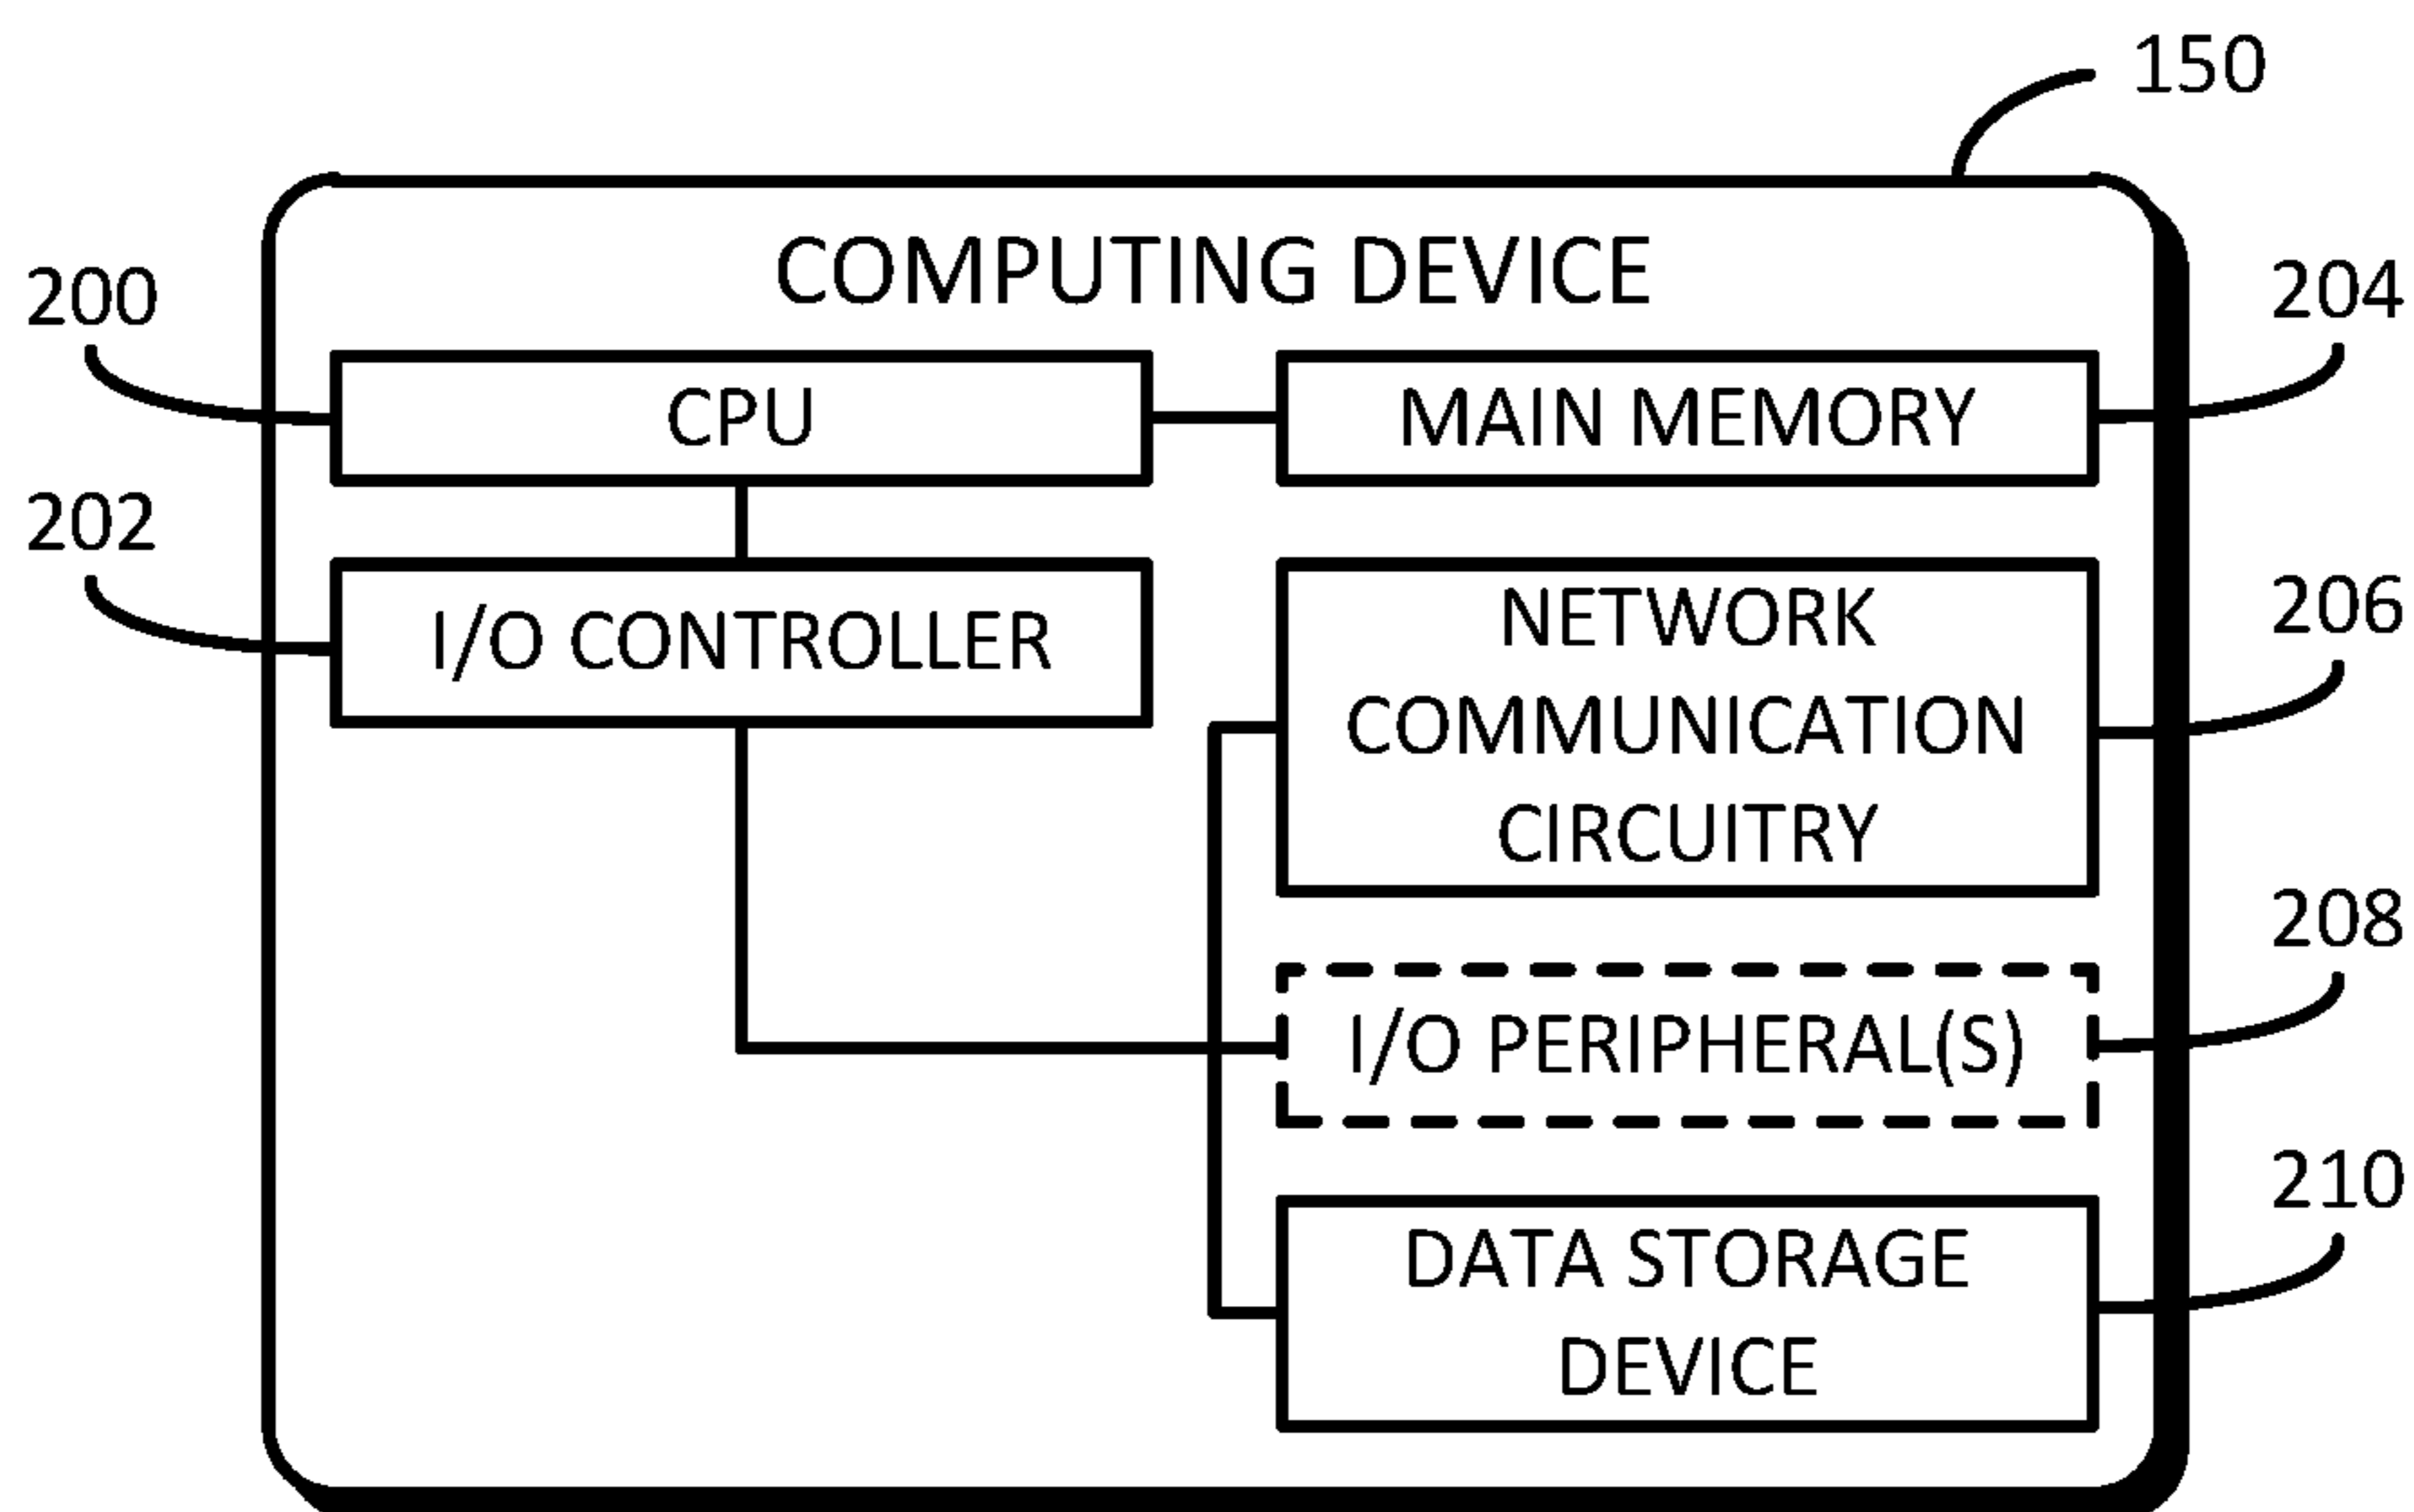 150
COMPUTING DEVICE
200
204
CPU
MAIN MEMORY
202
206
I/O CONTROLLER
NETWORK
COMMUNICATION
CIRCUITRY
208
I/O PERIPHERAL(S)
210
DATA STORAGE
DEVICE